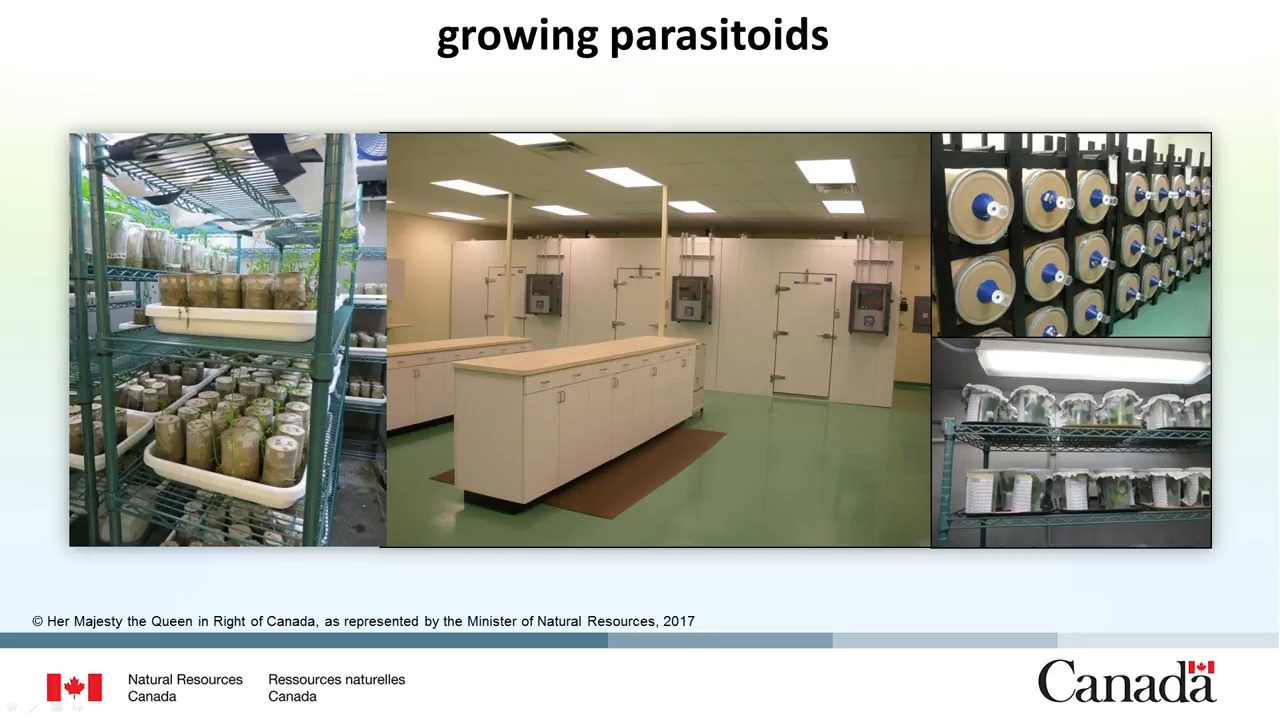 growing parasitoids
© Her Majesty the Queen in Right of Canada, as represented by the Minister of Natural Resources, 2017
Natural Resources
Canada
Ressources naturelles
Canada
Canada